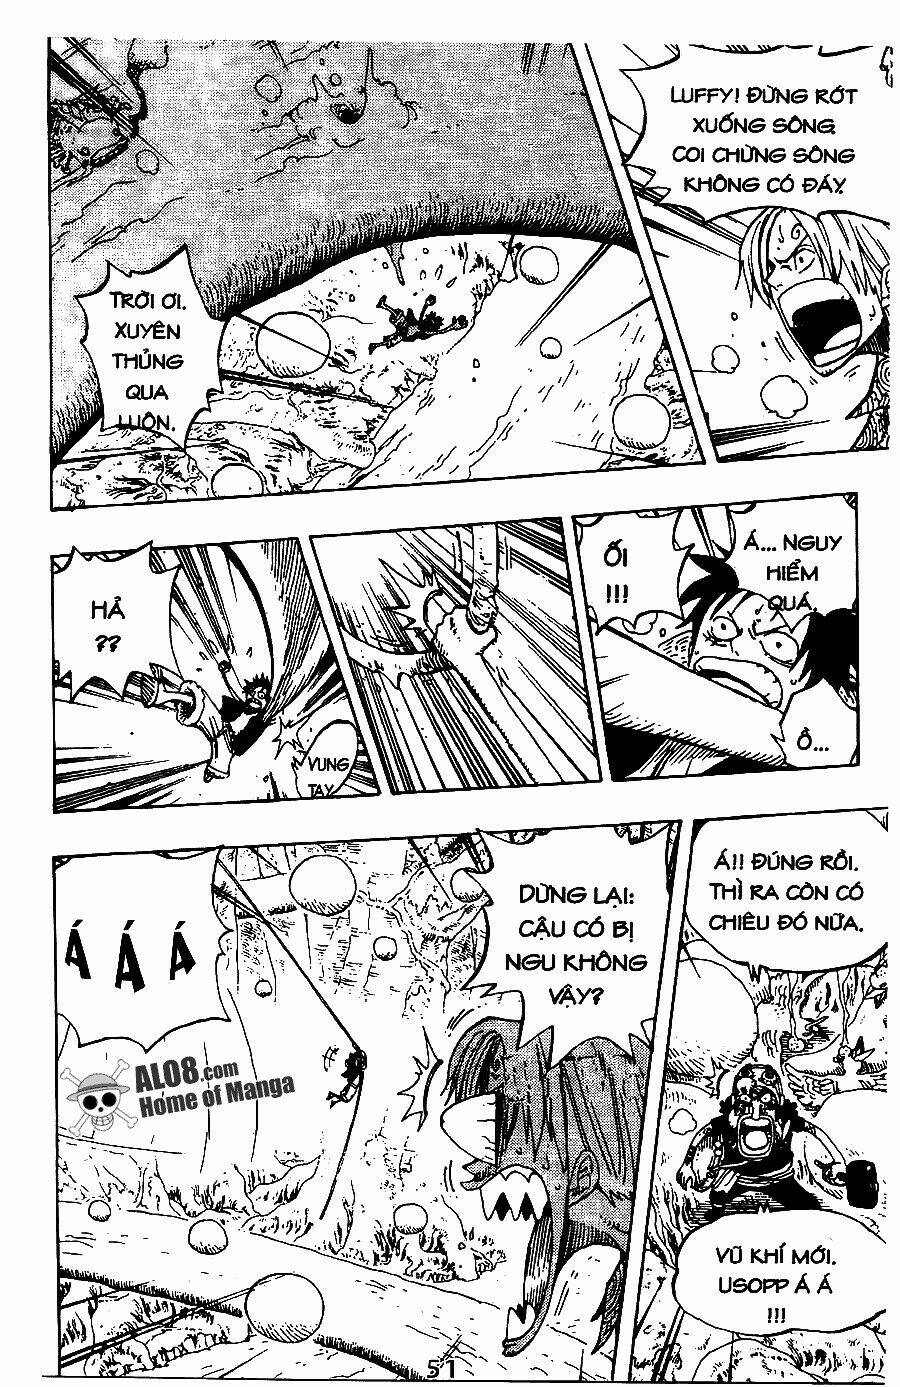 LUFFY! ĐỪNG RỚT
XUỐNG SÔNG.
COI CHỪNG SÔNG
KHÔNG CÓ ĐÁY.
TRỜI ƠI.
XUYÊN
THỦNG
QUA
LUÔN.
Á... NGUY
HIỂM
QUÁ.
ỐI
!!!
Ồ...
HẢ
??
VUNG
TAY
Á!! ĐÚNG RỒI.
THÌ RA CÒN CÓ
CHIÊU ĐÓ NỮA.
VŨ KHÍ MỚI.
USOPP Á Á
!!!
DỪNG LẠI:
CẬU CÓ BỊ
NGU KHÔNG
VẬY?
Á Á Á
ALO8.com
Home of Manga
51